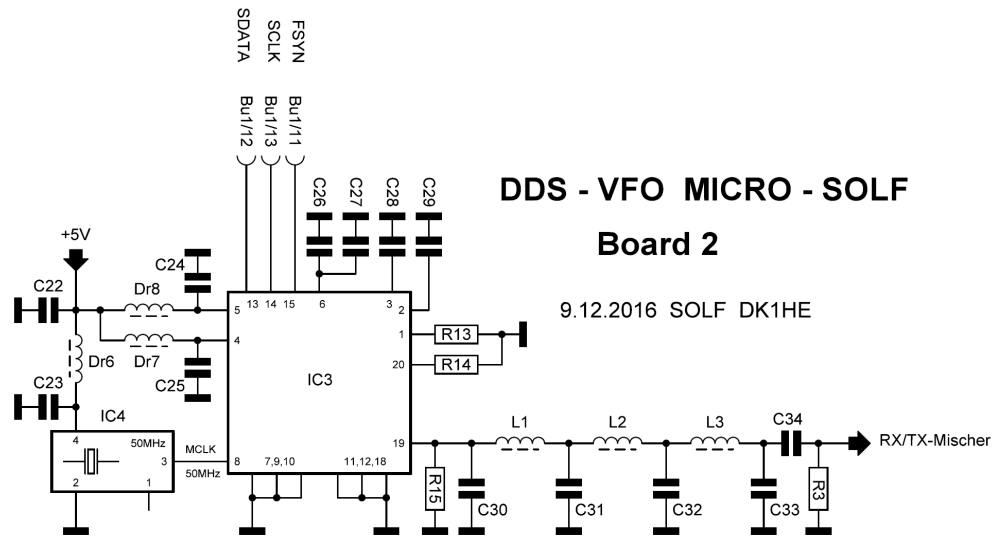 SDATA
SCLK
FSYN
Bu1/12
Bu1/13
Bu1/11
C26
C27
C28
C29
DDS - VFO MICRO - SOLF
Board 2
9.12.2016 SOLF DK1HE
+5V
C24
C22
Dr8
5
13
14
15
6
3
2
4
1
R13
20
R14
Dr6
Dr7
C25
IC3
C23
IC4
4
50MHz
3
MCLK
50MHz
8
7,9,10
11,12,18
19
2
1
L1
L2
L3
C34
RX/TX-Mischer
R15
C30
C31
C32
C33
R3